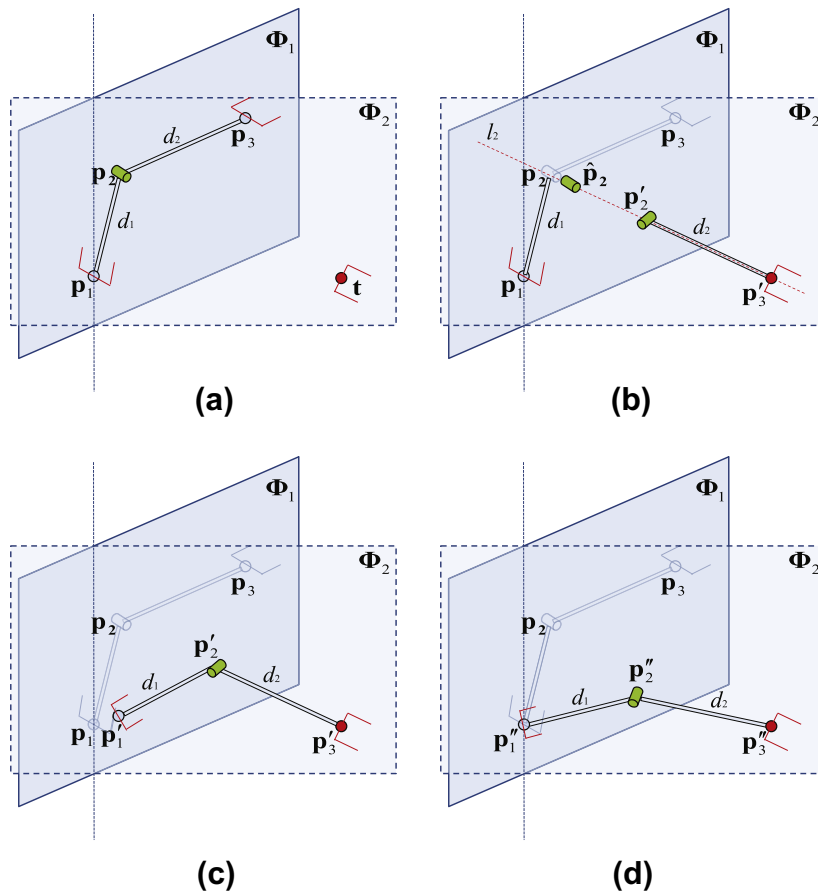 Φ₁
Φ₂
d₂
p₃
p₂
d₁
p₁
t
(a)
Φ₁
Φ₂
l₂
p₃
p₂ p̂₂
p′₂
d₁
d₂
p₁
p′₃
(b)
Φ₁
Φ₂
p₃
p₂
p′₂
d₁
d₂
p₁ p′₁
p′₃
(c)
Φ₁
Φ₂
p₃
p₂
p″₂
d₁
d₂
p″₁
p″₃
(d)